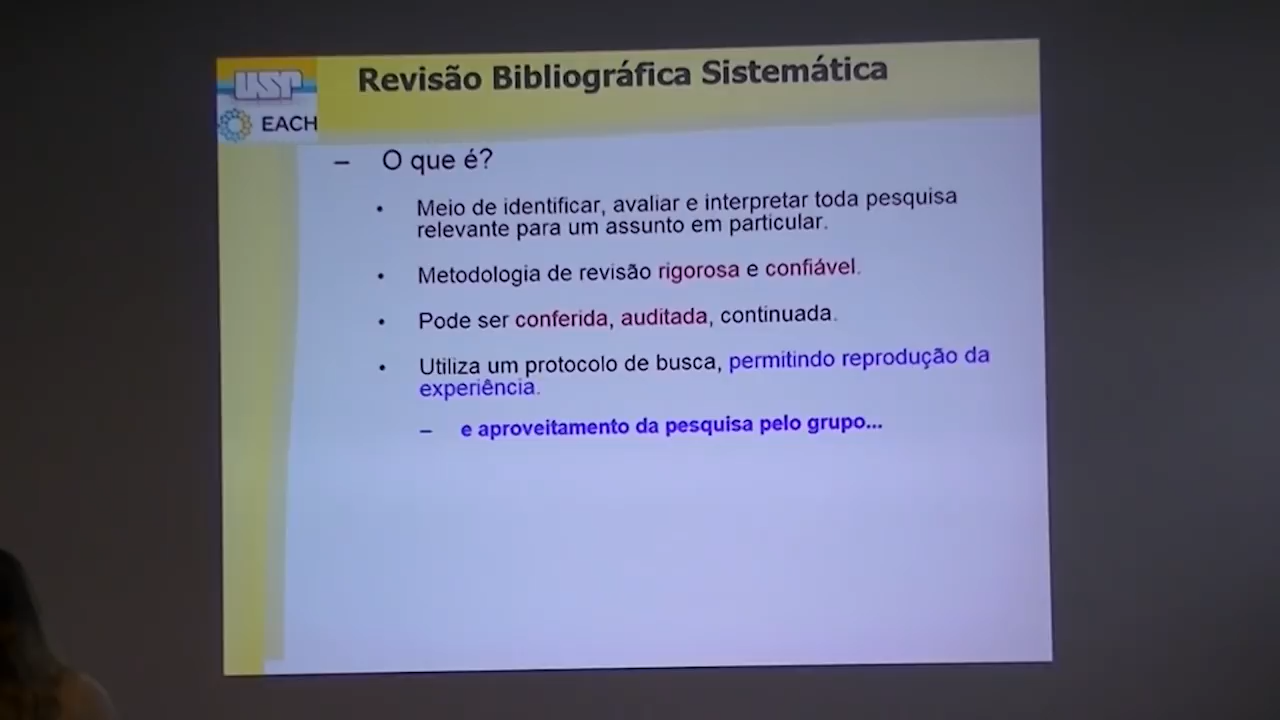 USP
EACH
Revisão Bibliográfica Sistemática
– O que é?
• Meio de identificar, avaliar e interpretar toda pesquisa
relevante para um assunto em particular.
• Metodologia de revisão rigorosa e confiável.
• Pode ser conferida, auditada, continuada.
• Utiliza um protocolo de busca, permitindo reprodução da
experiência.
– e aproveitamento da pesquisa pelo grupo...